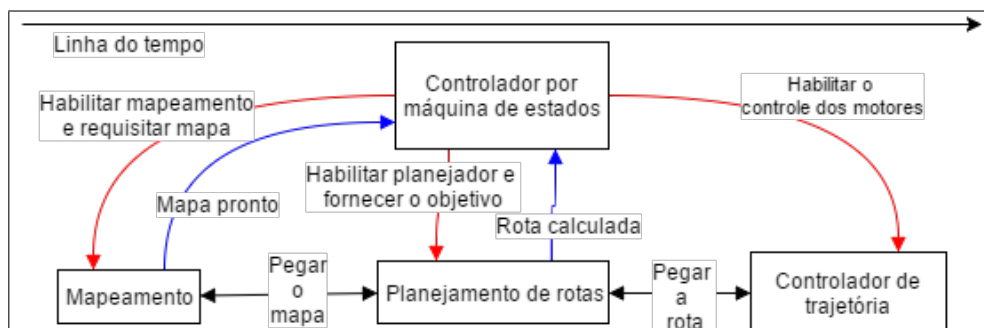 Linha do tempo
Controlador por
máquina de estados
Habilitar o
controle dos motores
Habilitar mapeamento
e requisitar mapa
Habilitar planejador e
fornecer o objetivo
Mapa pronto
Rota calculada
Mapeamento
Pegar
o
mapa
Planejamento de rotas
Pegar
a
rota
Controlador de
trajetória